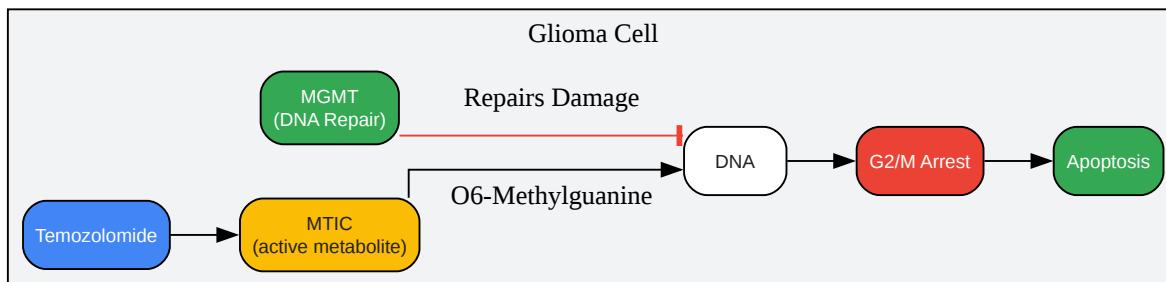 Glioma Cell
MGMT
(DNA Repair)
Repairs Damage
DNA
G2/M Arrest
Apoptosis
O6-Methylguanine
Temozolomide
MTIC
(active metabolite)